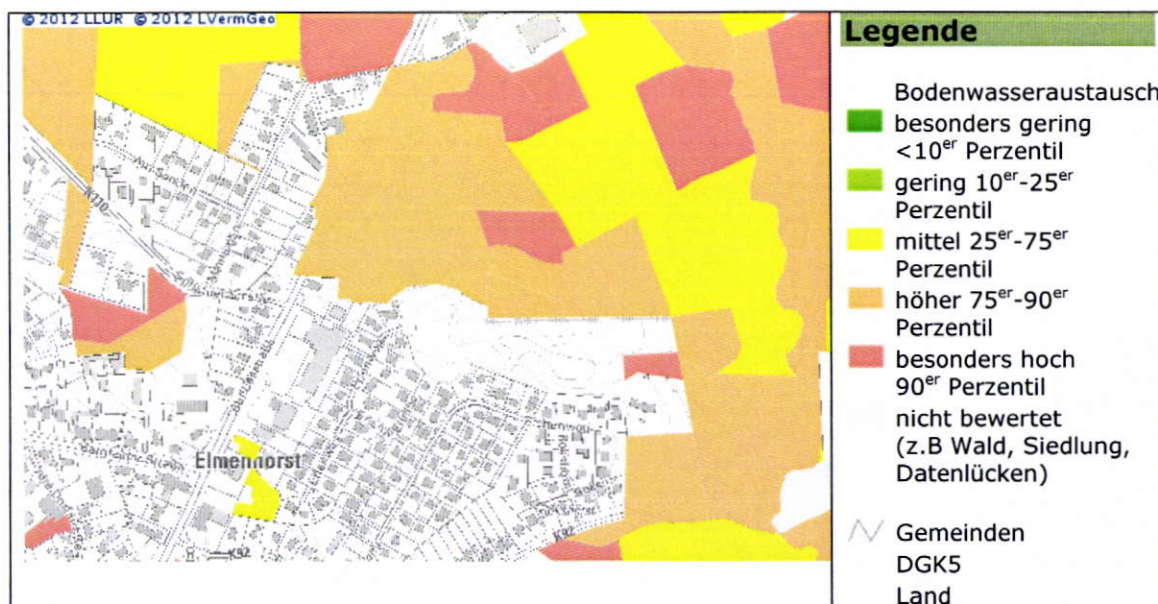 © 2012 LLUR © 2012 LVermGeo
K110
Elmenhorst
K92
K92
Legende
Bodenwasseraustausch
besonders gering
<10er Perzentil
gering 10er-25er
Perzentil
mittel 25er-75er
Perzentil
höher 75er-90er
Perzentil
besonders hoch
90er Perzentil
nicht bewertet
(z.B Wald, Siedlung,
Datenlücken)
Gemeinden
DGK5
Land